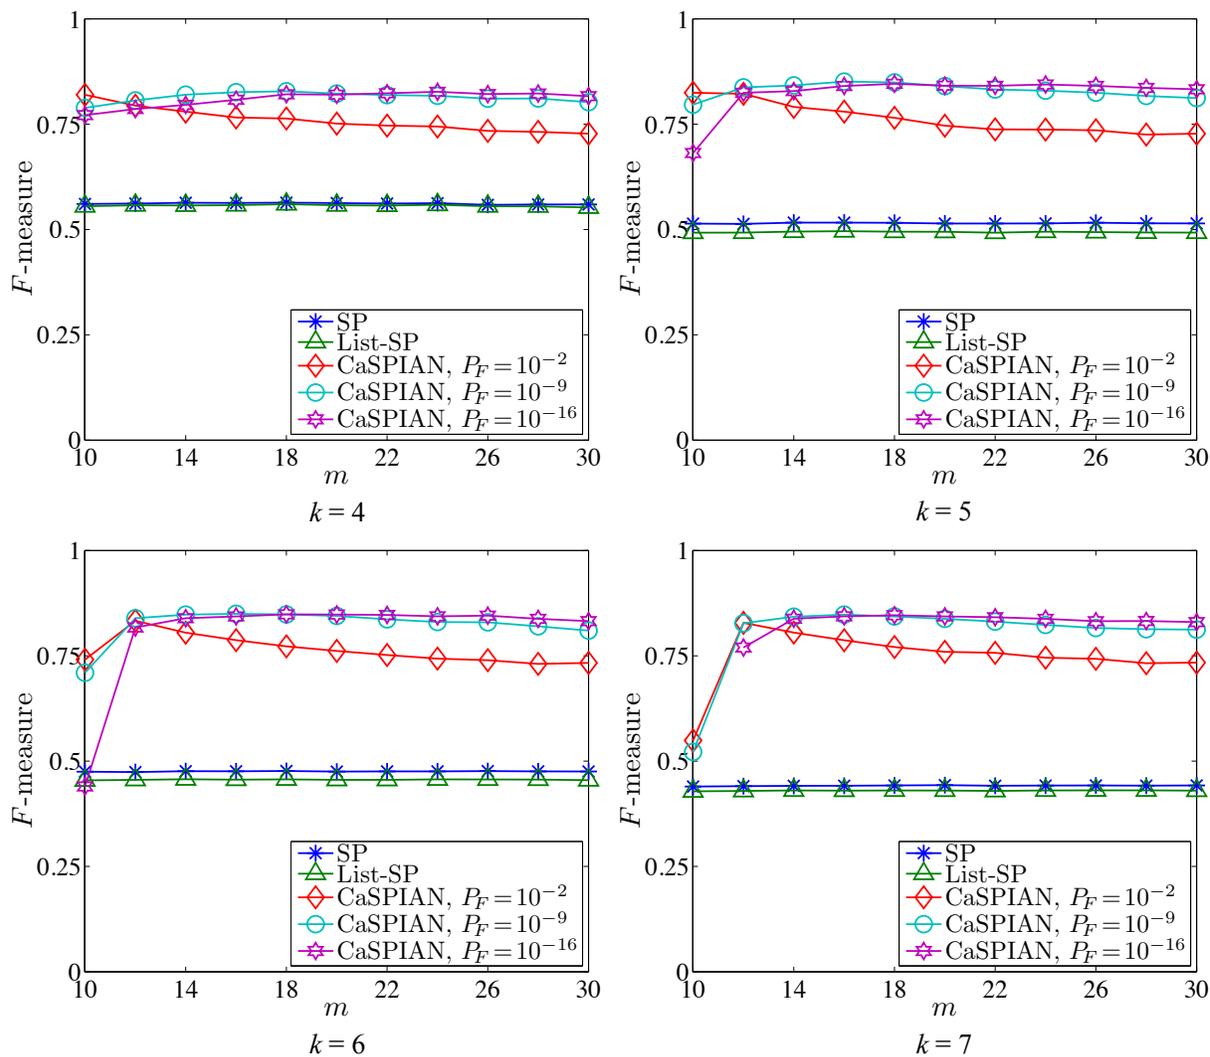 1
0.75
0.5
0.25
0
F-measure
SP
List-SP
CaSPIAN, P_F = 10^{-2}
CaSPIAN, P_F = 10^{-9}
CaSPIAN, P_F = 10^{-16}
10 14 18 22 26 30
m
k = 4
1
0.75
0.5
0.25
0
F-measure
SP
List-SP
CaSPIAN, P_F = 10^{-2}
CaSPIAN, P_F = 10^{-9}
CaSPIAN, P_F = 10^{-16}
10 14 18 22 26 30
m
k = 5
1
0.75
0.5
0.25
0
F-measure
SP
List-SP
CaSPIAN, P_F = 10^{-2}
CaSPIAN, P_F = 10^{-9}
CaSPIAN, P_F = 10^{-16}
10 14 18 22 26 30
m
k = 6
1
0.75
0.5
0.25
0
F-measure
SP
List-SP
CaSPIAN, P_F = 10^{-2}
CaSPIAN, P_F = 10^{-9}
CaSPIAN, P_F = 10^{-16}
10 14 18 22 26 30
m
k = 7